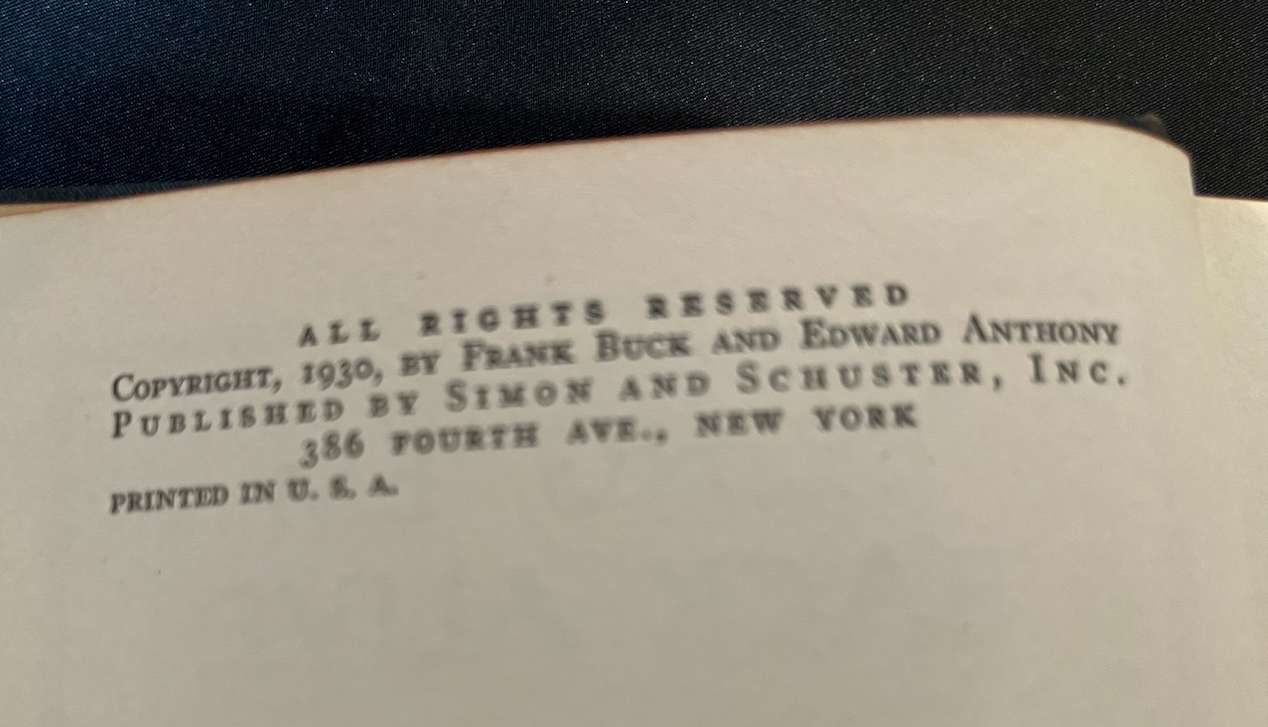 ALL RIGHTS RESERVED
COPYRIGHT, 1930, BY FRANK BUCK AND EDWARD ANTHONY
PUBLISHED BY SIMON AND SCHUSTER, INC.
386 FOURTH AVE., NEW YORK
PRINTED IN U. S. A.